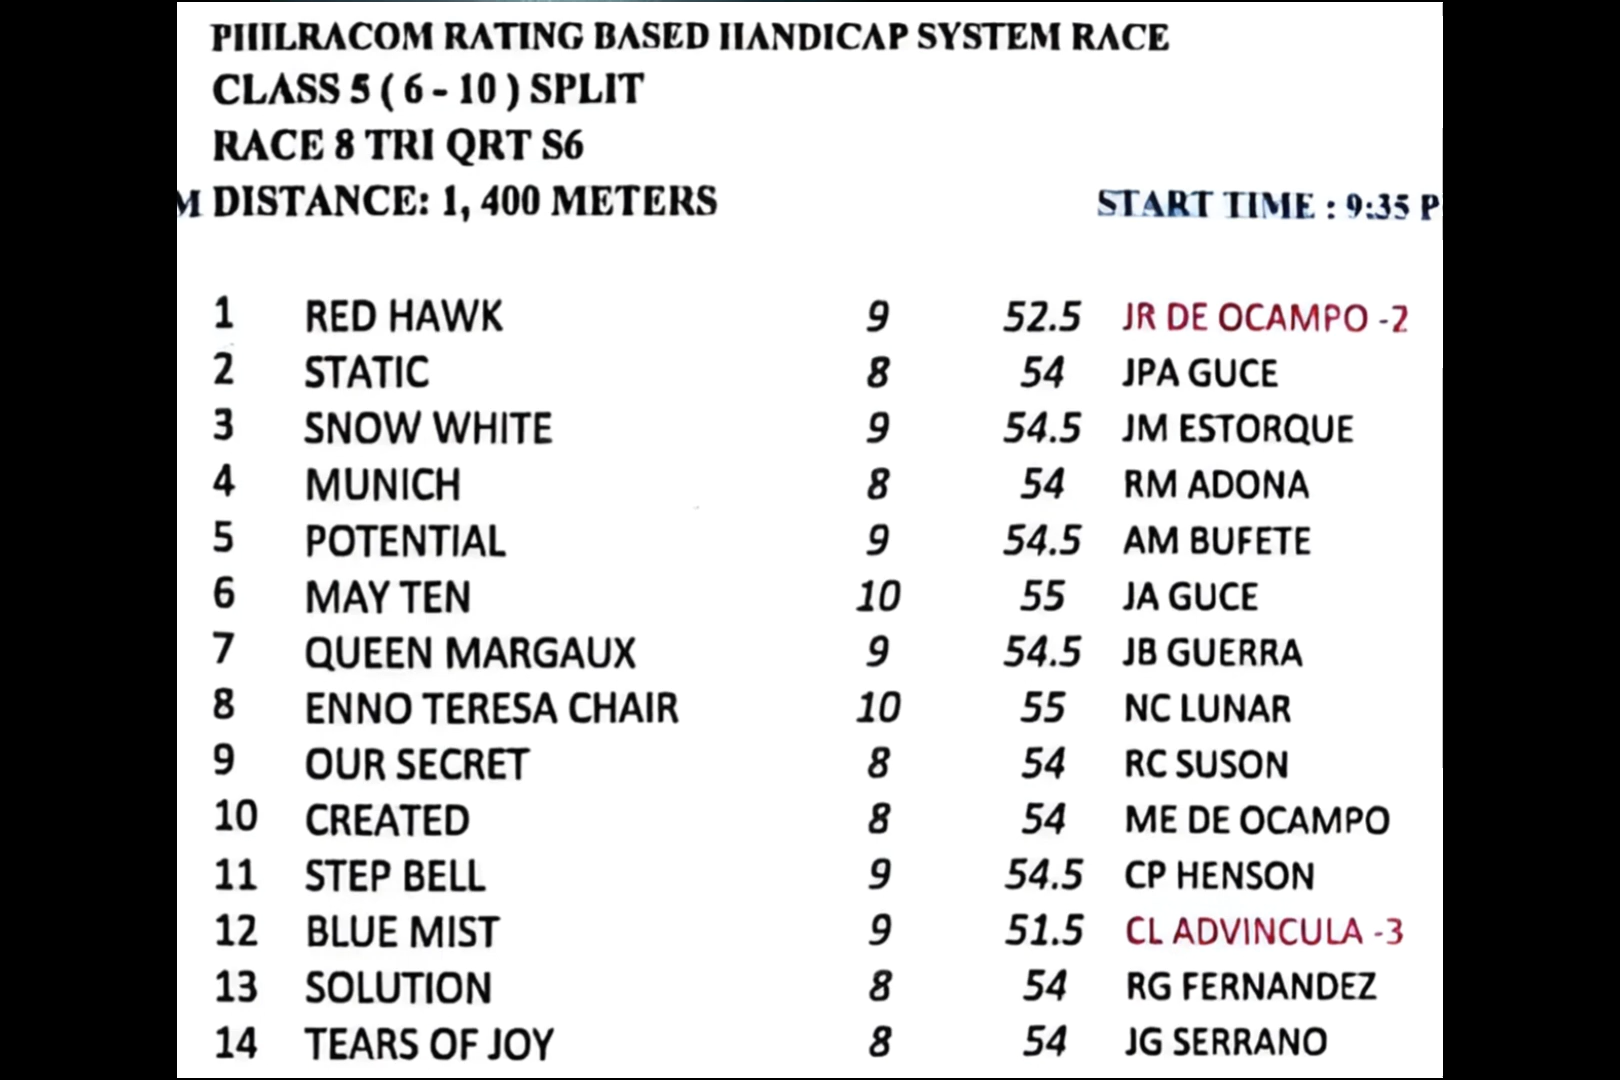 PHILRACOM RATING BASED HANDICAP SYSTEM RACE
CLASS 5 ( 6 - 10 ) SPLIT
RACE 8 TRI QRT S6
M DISTANCE: 1, 400 METERS START TIME : 9:35 P
1 RED HAWK 9 52.5 JR DE OCAMPO -2
2 STATIC 8 54 JPA GUCE
3 SNOW WHITE 9 54.5 JM ESTORQUE
4 MUNICH 8 54 RM ADONA
5 POTENTIAL 9 54.5 AM BUFETE
6 MAY TEN 10 55 JA GUCE
7 QUEEN MARGAUX 9 54.5 JB GUERRA
8 ENNO TERESA CHAIR 10 55 NC LUNAR
9 OUR SECRET 8 54 RC SUSON
10 CREATED 8 54 ME DE OCAMPO
11 STEP BELL 9 54.5 CP HENSON
12 BLUE MIST 9 51.5 CL ADVINCULA -3
13 SOLUTION 8 54 RG FERNANDEZ
14 TEARS OF JOY 8 54 JG SERRANO